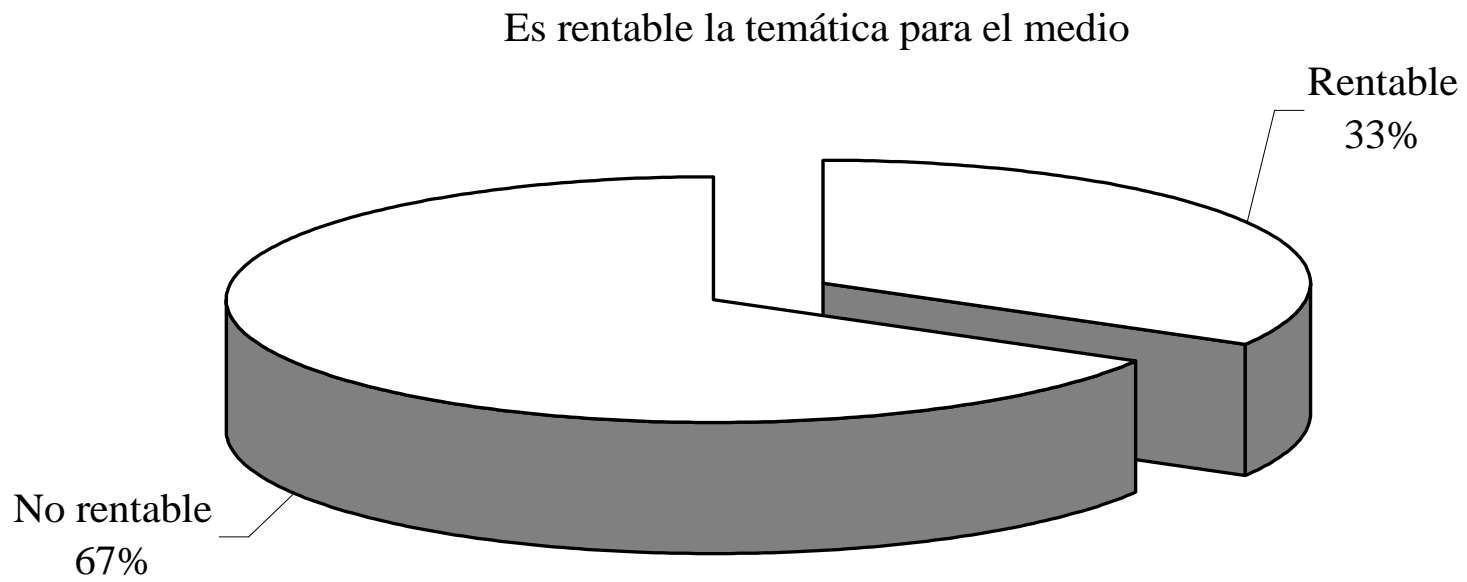 Es rentable la temática para el medio
Rentable
33%
No rentable
67%